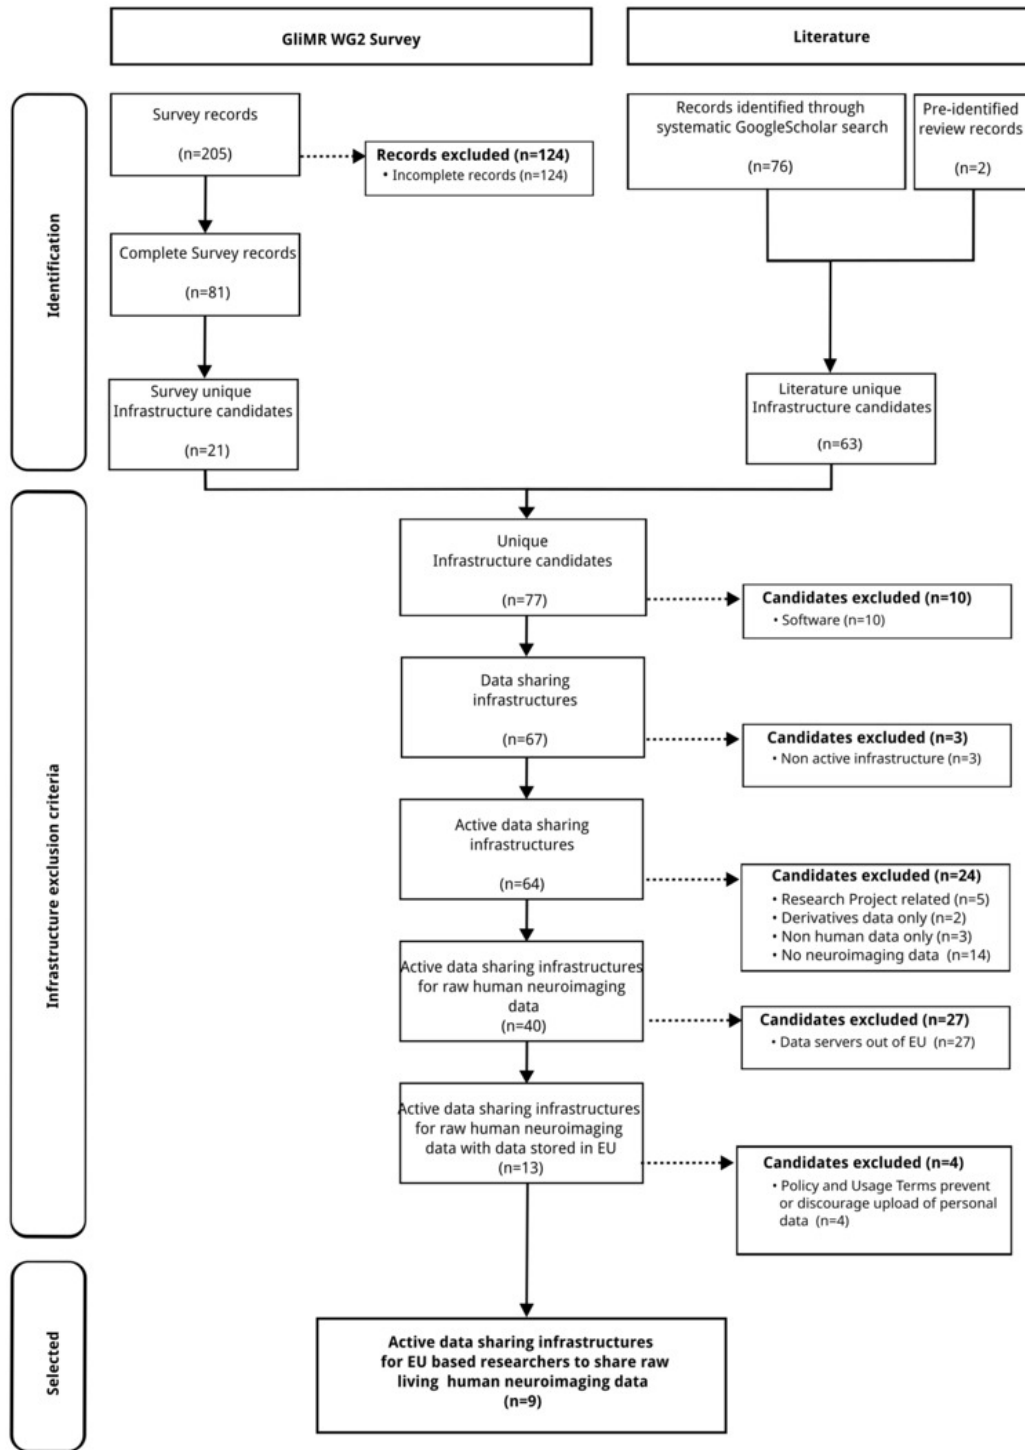 GliMR WG2 Survey
Literature
Identification
Survey records
(n=205)
Records excluded (n=124)
• Incomplete records (n=124)
Records identified through
systematic GoogleScholar search
(n=76)
Pre-identified
review records
(n=2)
Complete Survey records
(n=81)
Survey unique
Infrastructure candidates
(n=21)
Literature unique
Infrastructure candidates
(n=63)
Infrastructure exclusion criteria
Unique
Infrastructure candidates
(n=77)
Candidates excluded (n=10)
• Software (n=10)
Data sharing
infrastructures
(n=67)
Candidates excluded (n=3)
• Non active infrastructure (n=3)
Active data sharing
infrastructures
(n=64)
Candidates excluded (n=24)
• Research Project related (n=5)
• Derivatives data only (n=2)
• Non human data only (n=3)
• No neuroimaging data (n=14)
Active data sharing infrastructures
for raw human neuroimaging
data
(n=40)
Candidates excluded (n=27)
• Data servers out of EU (n=27)
Active data sharing infrastructures
for raw human neuroimaging
data with data stored in EU
(n=13)
Candidates excluded (n=4)
• Policy and Usage Terms prevent
or discourage upload of personal
data (n=4)
Selected
Active data sharing infrastructures
for EU based researchers to share raw
living human neuroimaging data
(n=9)